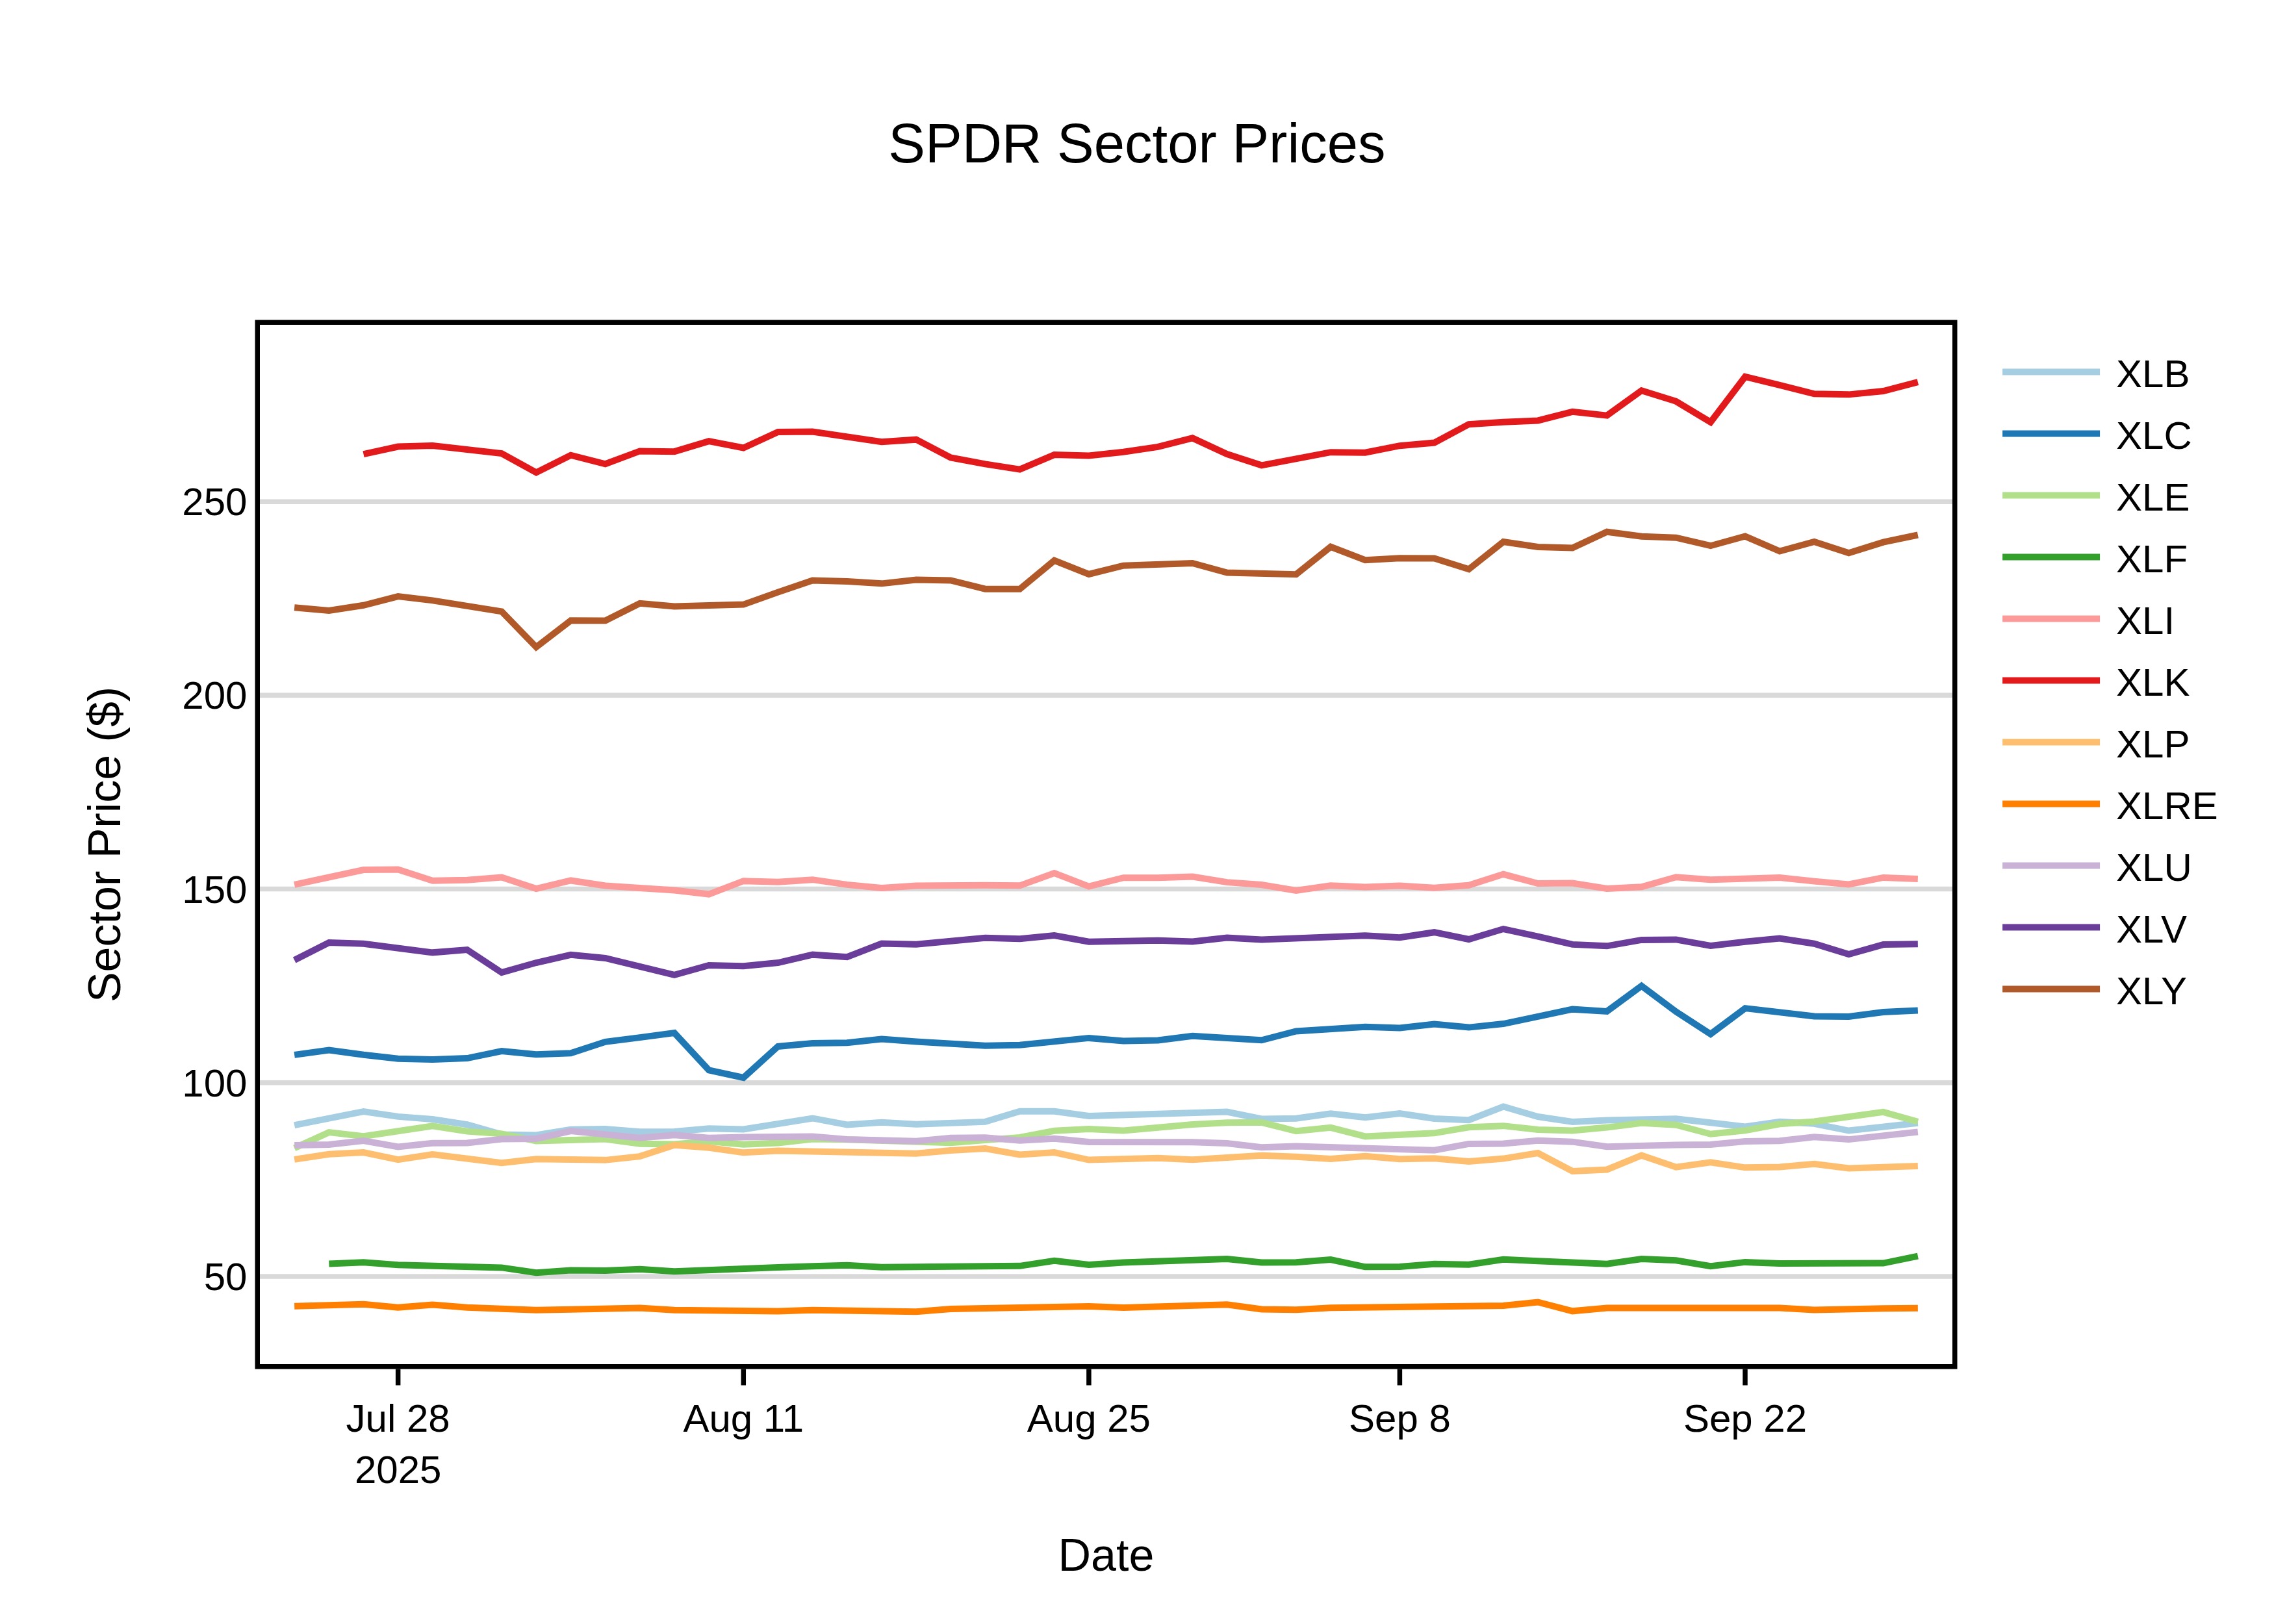 SPDR Sector Prices
Sector Price ($)
250
200
150
100
50
Jul 28
2025
Aug 11
Aug 25
Sep 8
Sep 22
Date
XLB
XLC
XLE
XLF
XLI
XLK
XLP
XLRE
XLU
XLV
XLY